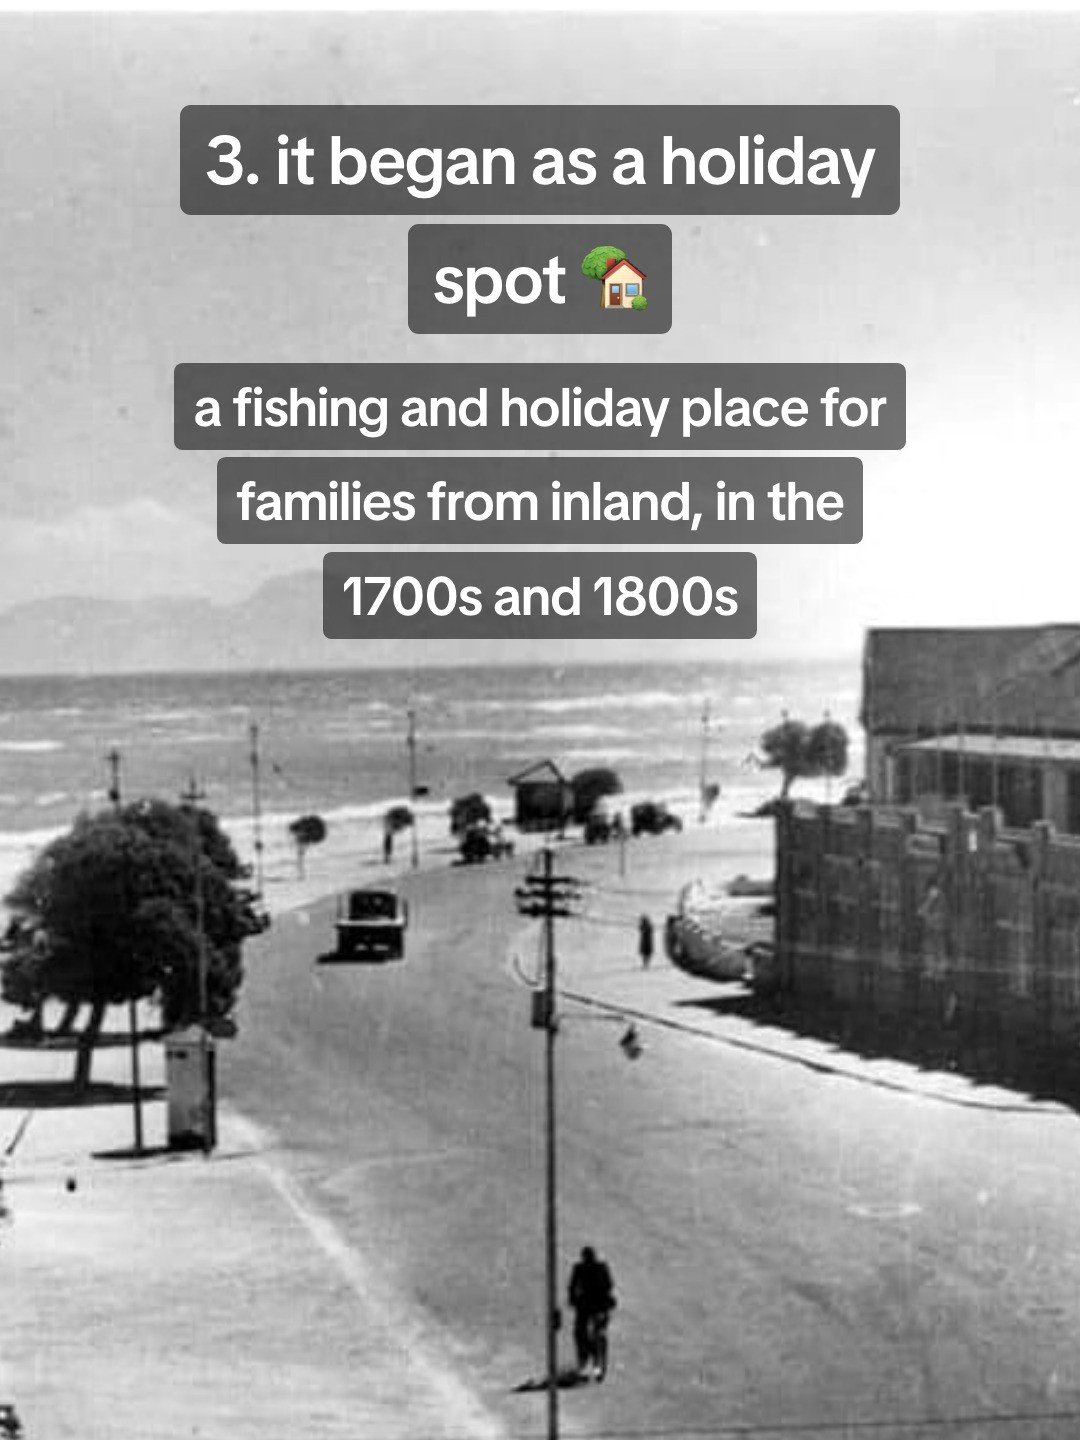 3. it began as a holiday
spot 🏡
a fishing and holiday place for
families from inland, in the
1700s and 1800s